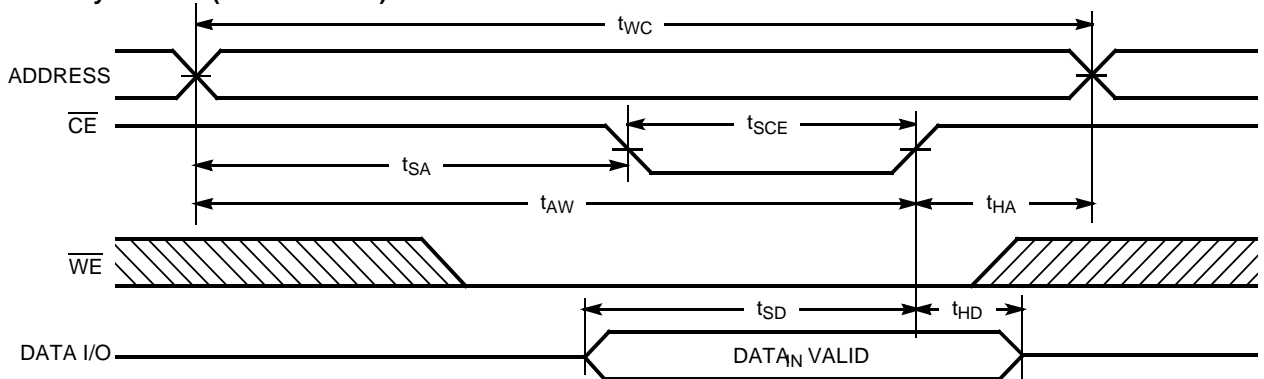 tWC
ADDRESS
CE
tSCE
tSA
tAW
tHA
WE
tSD
tHD
DATA I/O
DATAIN VALID